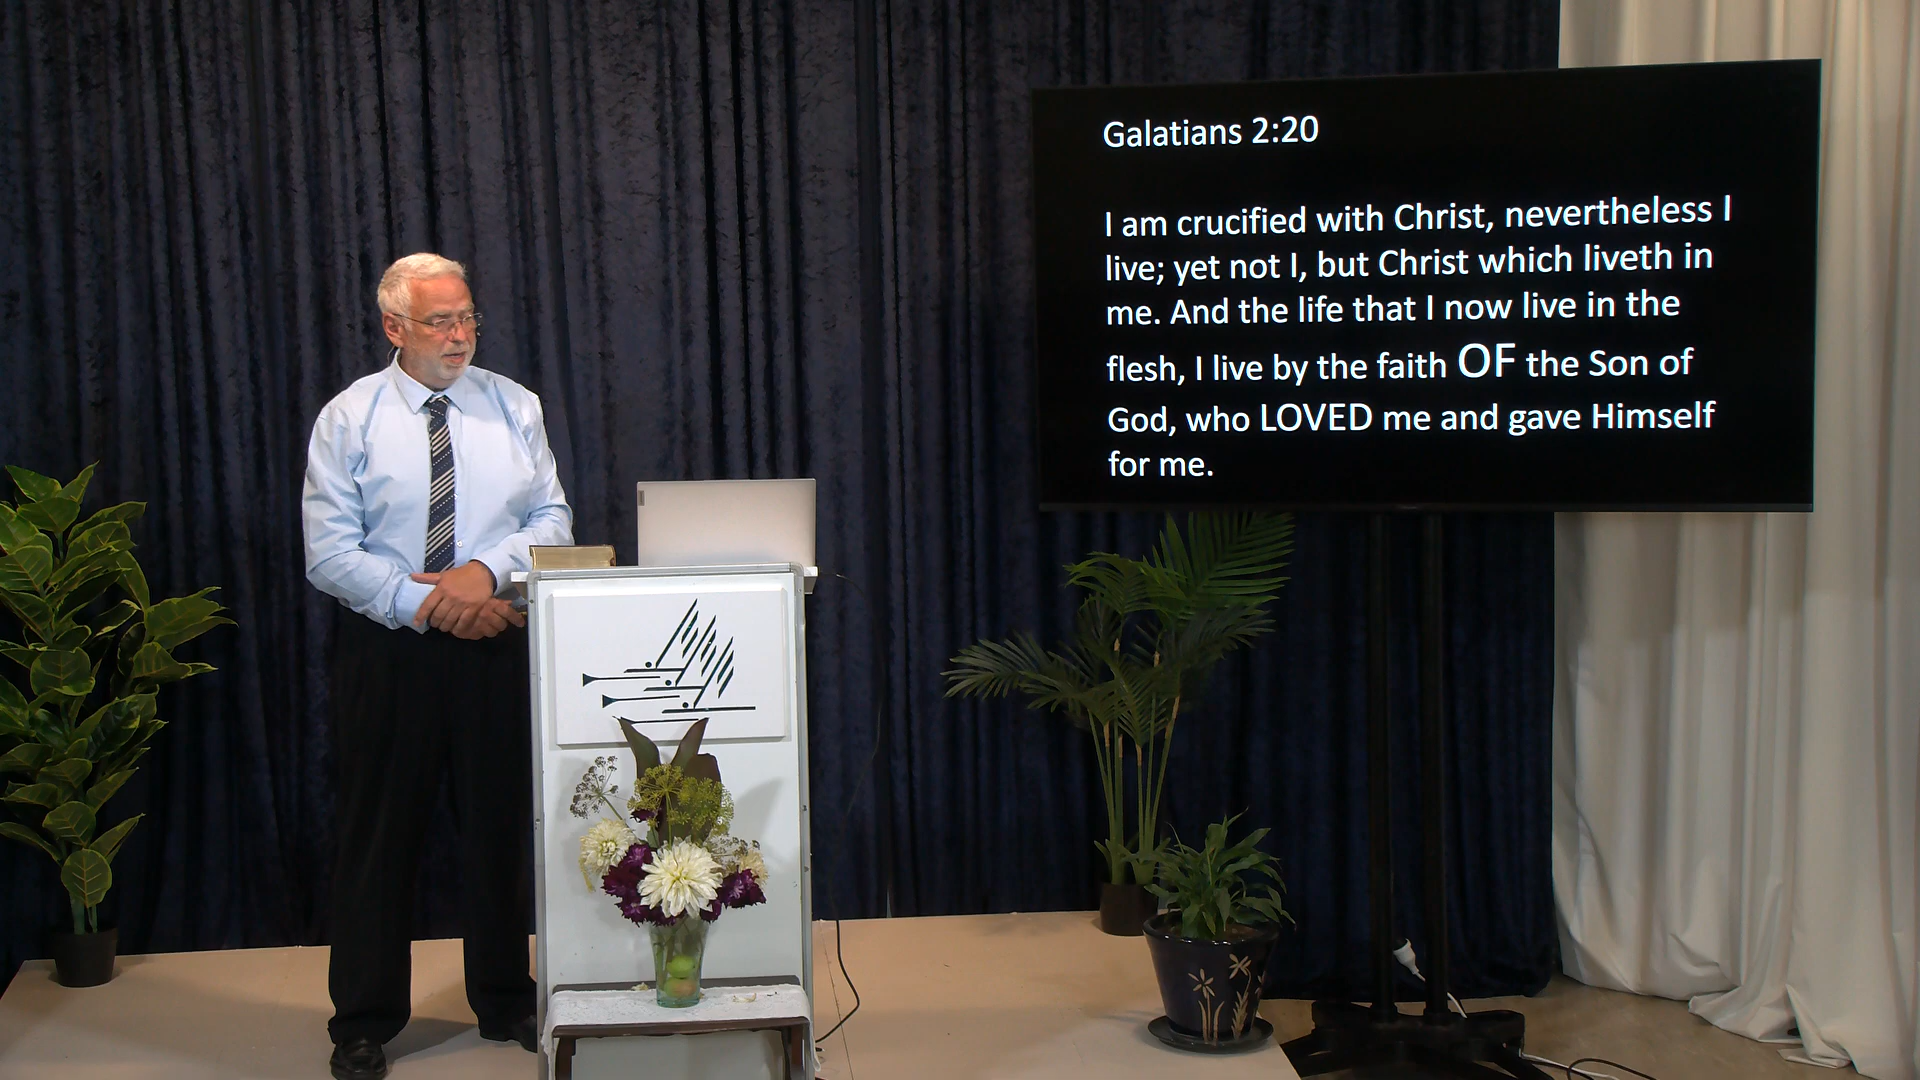 Galatians 2:20
I am crucified with Christ, nevertheless I
live; yet not I, but Christ which liveth in
me. And the life that I now live in the
flesh, I live by the faith OF the Son of
God, who LOVED me and gave Himself
for me.